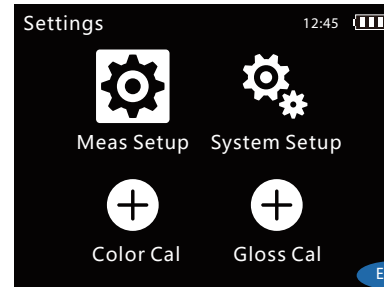 Settings 12:45
Meas Setup System Setup
Color Cal Gloss Cal
E